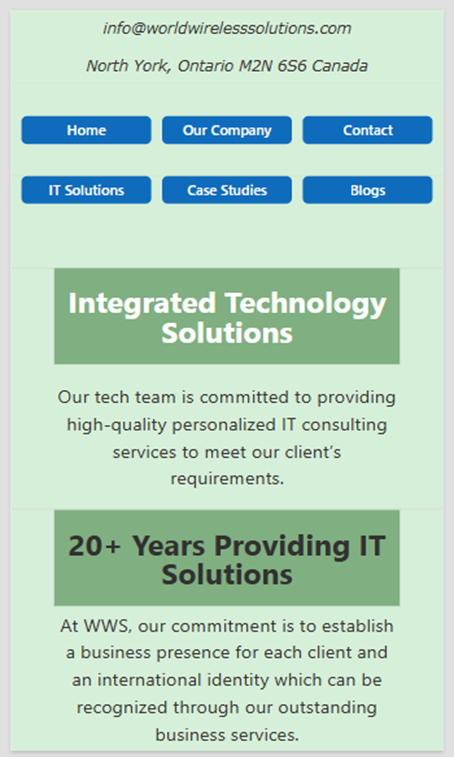 info@worldwirelesssolutions.com
North York, Ontario M2N 6S6 Canada
Home Our Company Contact
IT Solutions Case Studies Blogs
Integrated Technology
Solutions
Our tech team is committed to providing
high-quality personalized IT consulting
services to meet our client’s
requirements.
20+ Years Providing IT
Solutions
At WWS, our commitment is to establish
a business presence for each client and
an international identity which can be
recognized through our outstanding
business services.